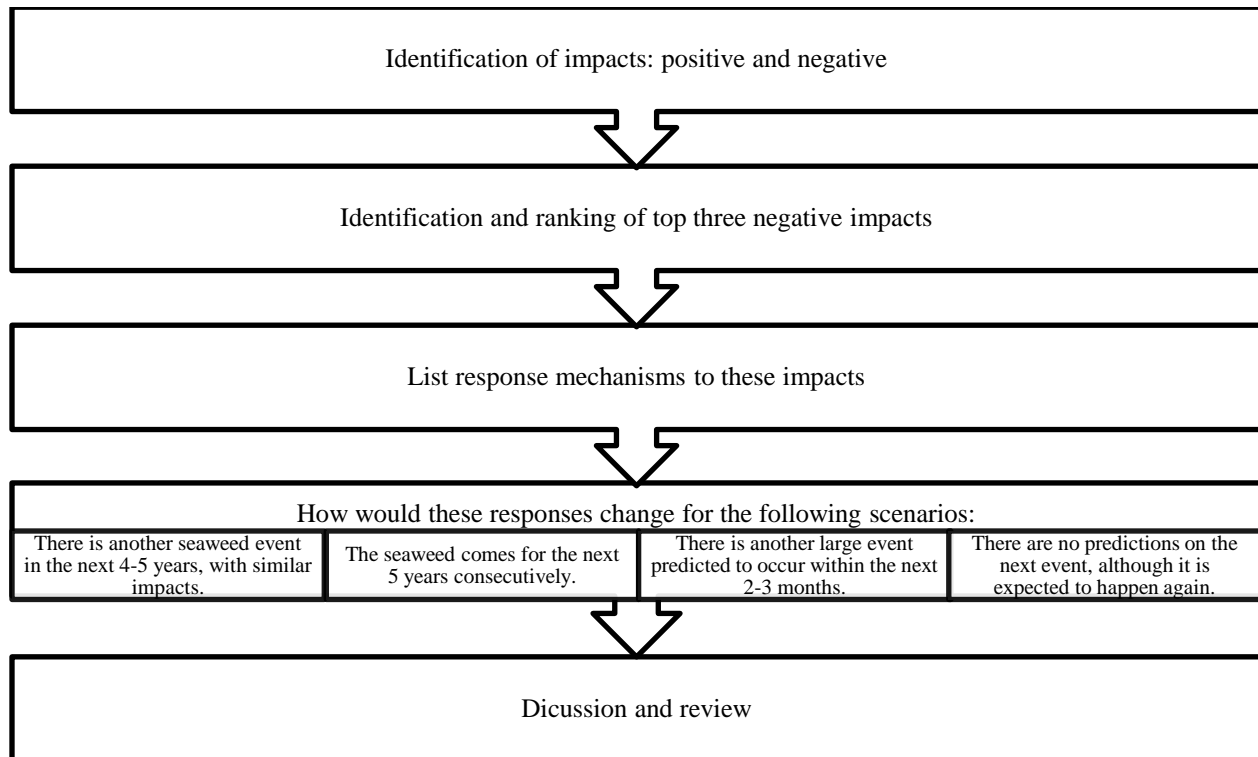 Identification of impacts: positive and negative
Identification and ranking of top three negative impacts
List response mechanisms to these impacts
How would these responses change for the following scenarios:
There is another seaweed event
in the next 4-5 years, with similar
impacts.
The seaweed comes for the next
5 years consecutively.
There is another large event
predicted to occur within the next
2-3 months.
There are no predictions on the
next event, although it is
expected to happen again.
Dicussion and review